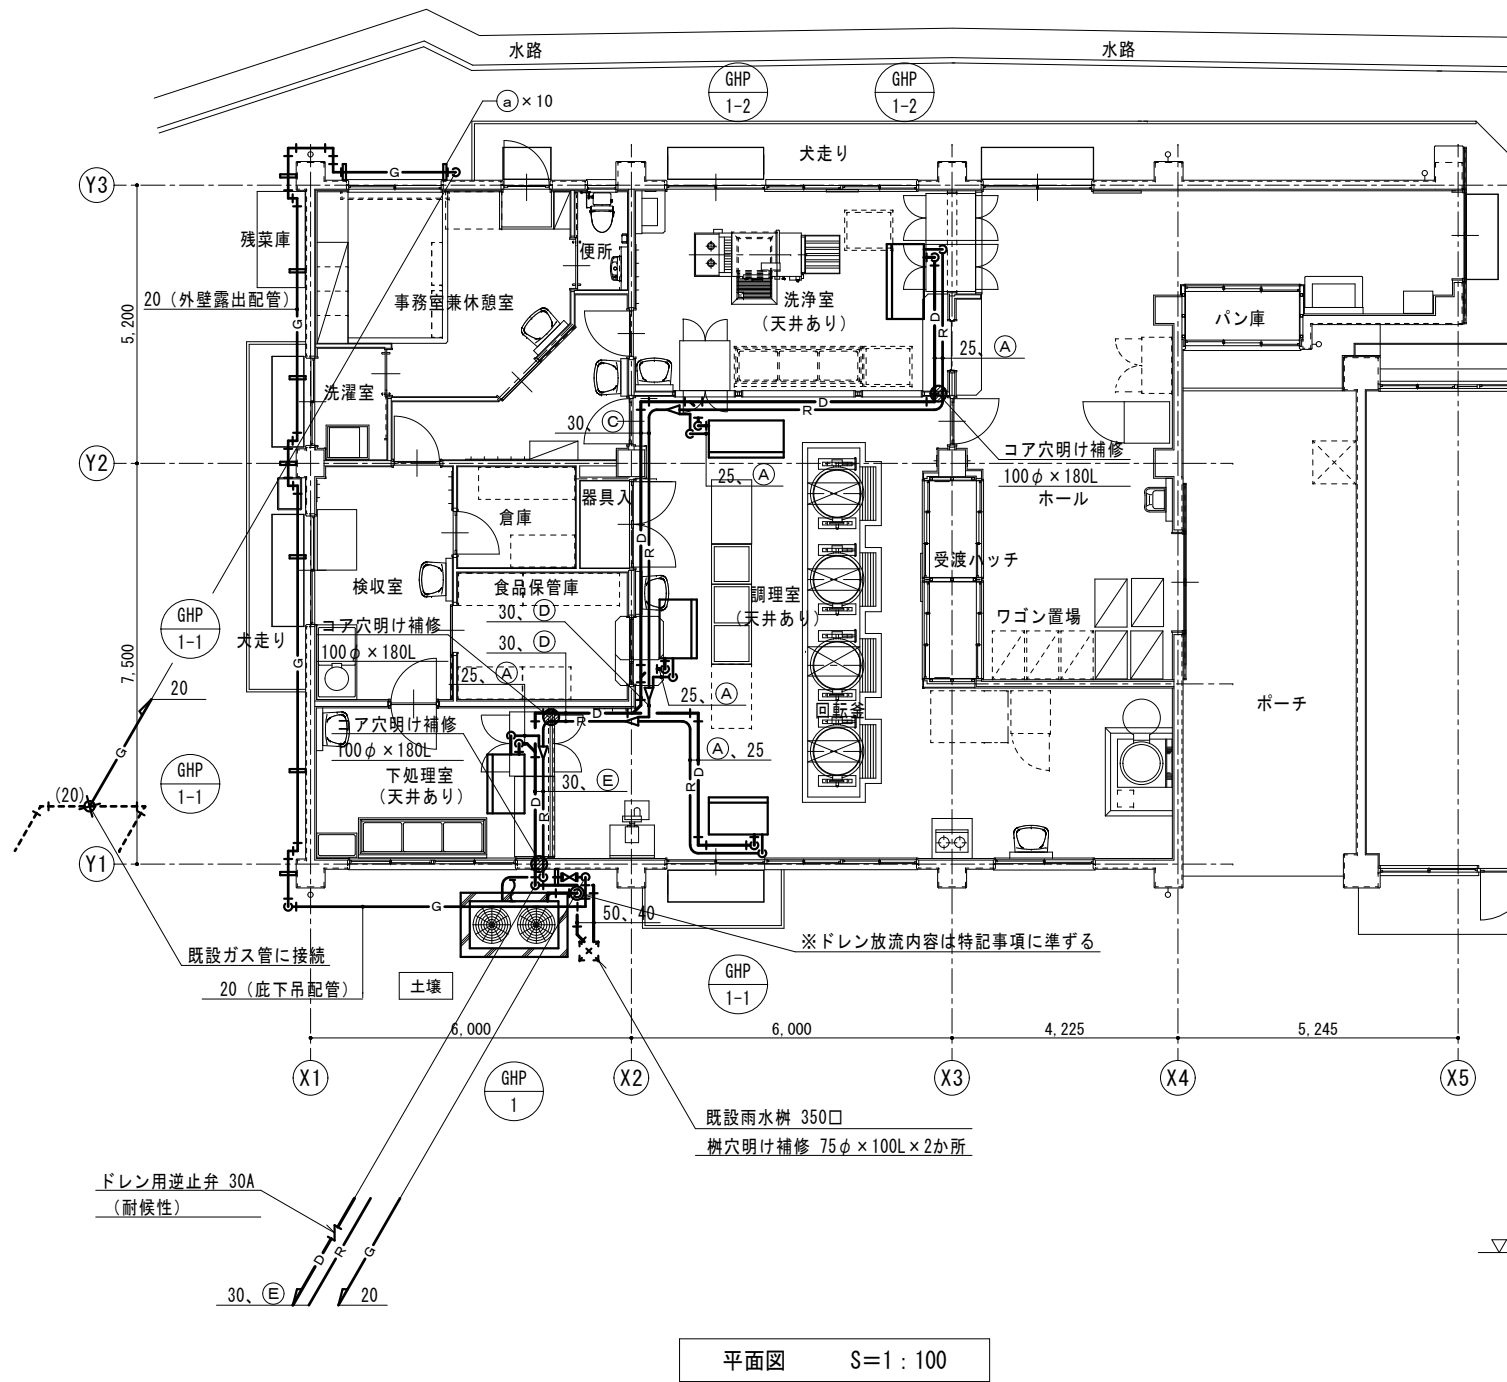 水路
水路
GHP
1-2
GHP
1-2
ⓐ×10
犬走り
Y3
G
残菜庫
便所
20（外壁露出配管）
事務室兼休憩室
洗浄室
（天井あり）
D
R
G
パン庫
5,200
25、Ⓐ
洗濯室
D
R
30、Ⓒ
Y2
コア穴明け補修
100φ×180L
25、Ⓐ
ホール
器具入
倉庫
D
R
受渡ハッチ
検収室
食品保管庫
調理室
（天井あり）
30、Ⓓ
GHP
1-1
犬走り
コア穴明け補修
30、Ⓓ
ワゴン置場
100φ×180L
G
7,500
25、Ⓐ
20
25、Ⓐ
ポーチ
回転釜
D
R
コア穴明け補修
100φ×180L
Ⓐ、25
G
GHP
1-1
下処理室
（天井あり）
30、Ⓔ
D
R
D
R
(20)
Y1
G
50、40
※ドレン放流内容は特記事項に準ずる
既設ガス管に接続
20（庇下吊配管）
土壌
GHP
1-1
6,000
6,000
4,225
5,245
X1
X2
X3
X4
X5
GHP
1
既設雨水桝 350□
桝穴明け補修 75φ×100L×2か所
ドレン用逆止弁 30A
（耐候性）
D
R
G
30、Ⓔ
20
平面図 S＝1：100